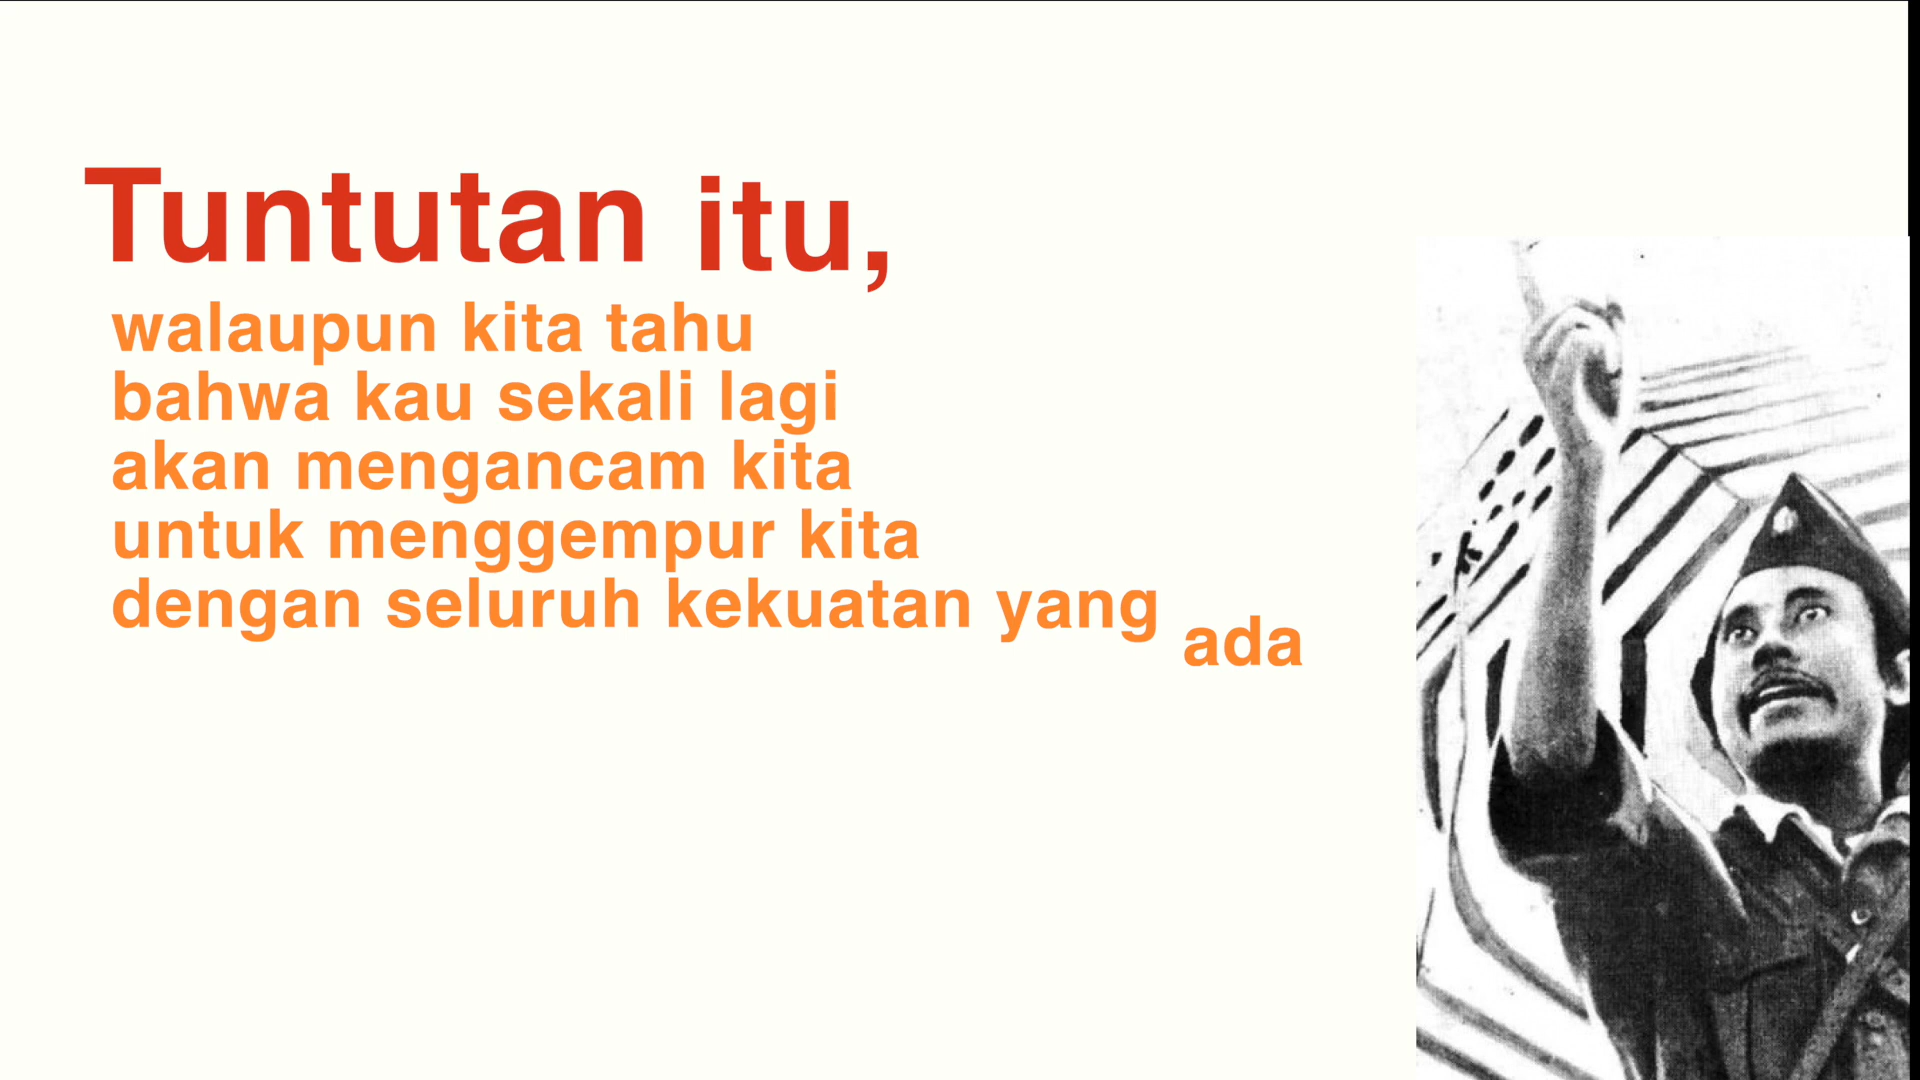 Tuntutan itu,
walaupun kita tahu
bahwa kau sekali lagi
akan mengancam kita
untuk menggempur kita
dengan seluruh kekuatan yang ada